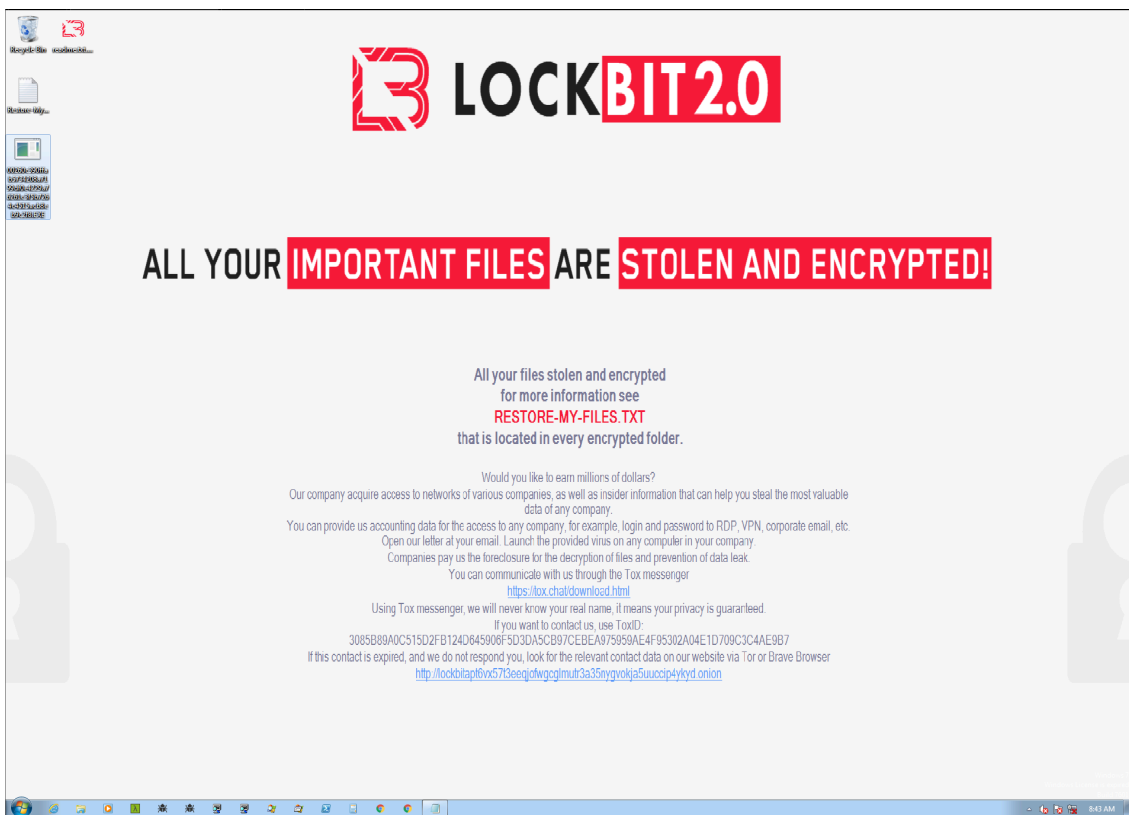 Recycle Bin
readme.txt....
Restore-My...
LOCKBIT 2.0
ALL YOUR IMPORTANT FILES ARE STOLEN AND ENCRYPTED!
All your files stolen and encrypted
for more information see
RESTORE-MY-FILES.TXT
that is located in every encrypted folder.
Would you like to earn millions of dollars?
Our company acquire access to networks of various companies, as well as insider information that can help you steal the most valuable
data of any company.
You can provide us accounting data for the access to any company, for example, login and password to RDP, VPN, corporate email, etc.
Open our letter at your email. Launch the provided virus on any computer in your company.
Companies pay us the foreclosure for the decryption of files and prevention of data leak.
You can communicate with us through the Tox messenger
https://tox.chat/download.html
Using Tox messenger, we will never know your real name, it means your privacy is guaranteed.
If you want to contact us, use ToxID:
3085B89A0C515D2FB124D645906F5D3DA5CB97CEBEA975959AE4F95302A04E1D709C3C4AE9B7
If this contact is expired, and we do not respond you, look for the relevant contact data on our website via Tor or Brave Browser
http://lockbitapt6vx57t3eeqjofwgcglmutr3a35nygvokja5uuccip4ykyd.onion
8:43 AM